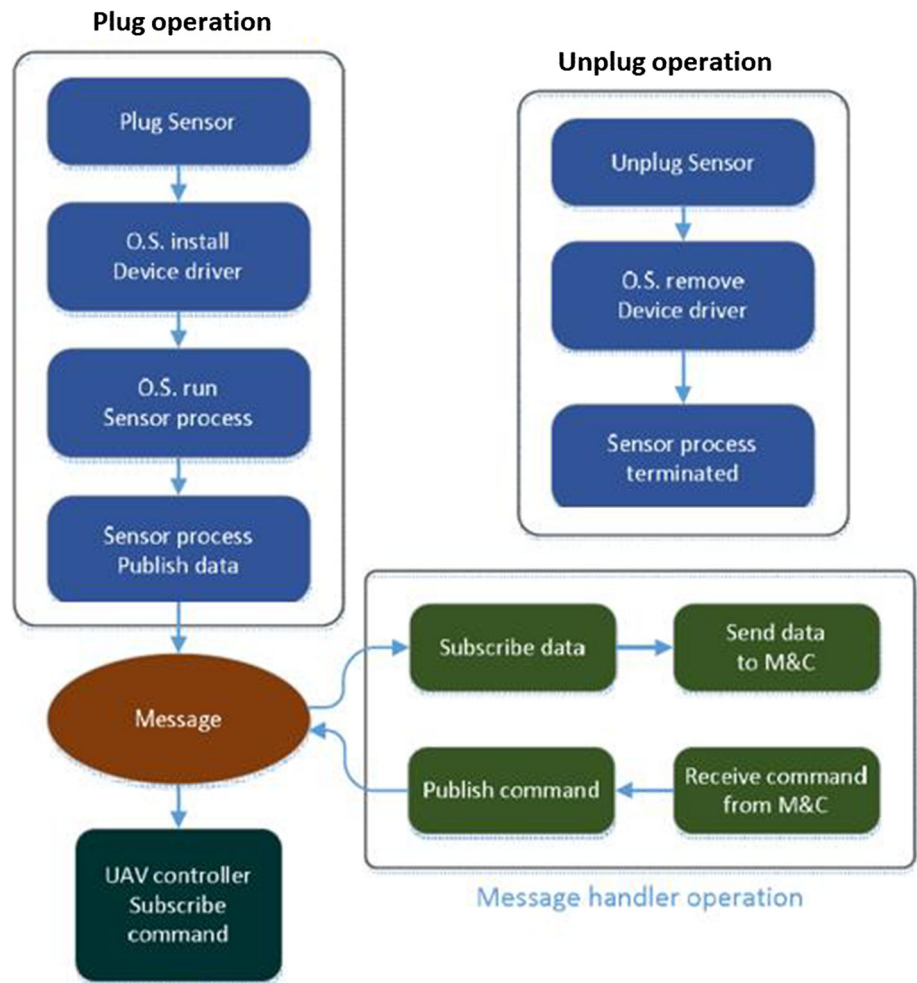 Plug operation
Plug Sensor
O.S. install
Device driver
O.S. run
Sensor process
Sensor process
Publish data
Message
UAV controller
Subscribe
command
Unplug operation
Unplug Sensor
O.S. remove
Device driver
Sensor process
terminated
Subscribe data
Send data
to M&C
Publish command
Receive command
from M&C
Message handler operation